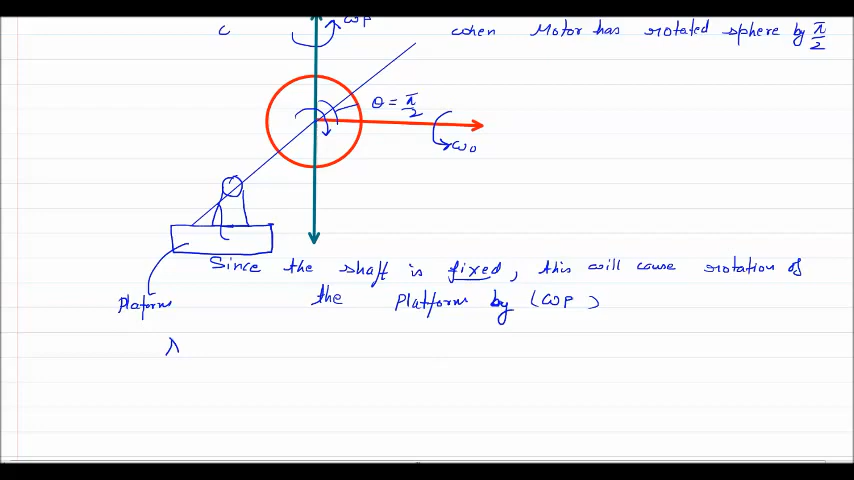 ωP
c
when Motor has rotated sphere by π/2
θ = π/2
ω0
Since the shaft is fixed, this will cause rotation of
the Platform by (ωP)
Plaform